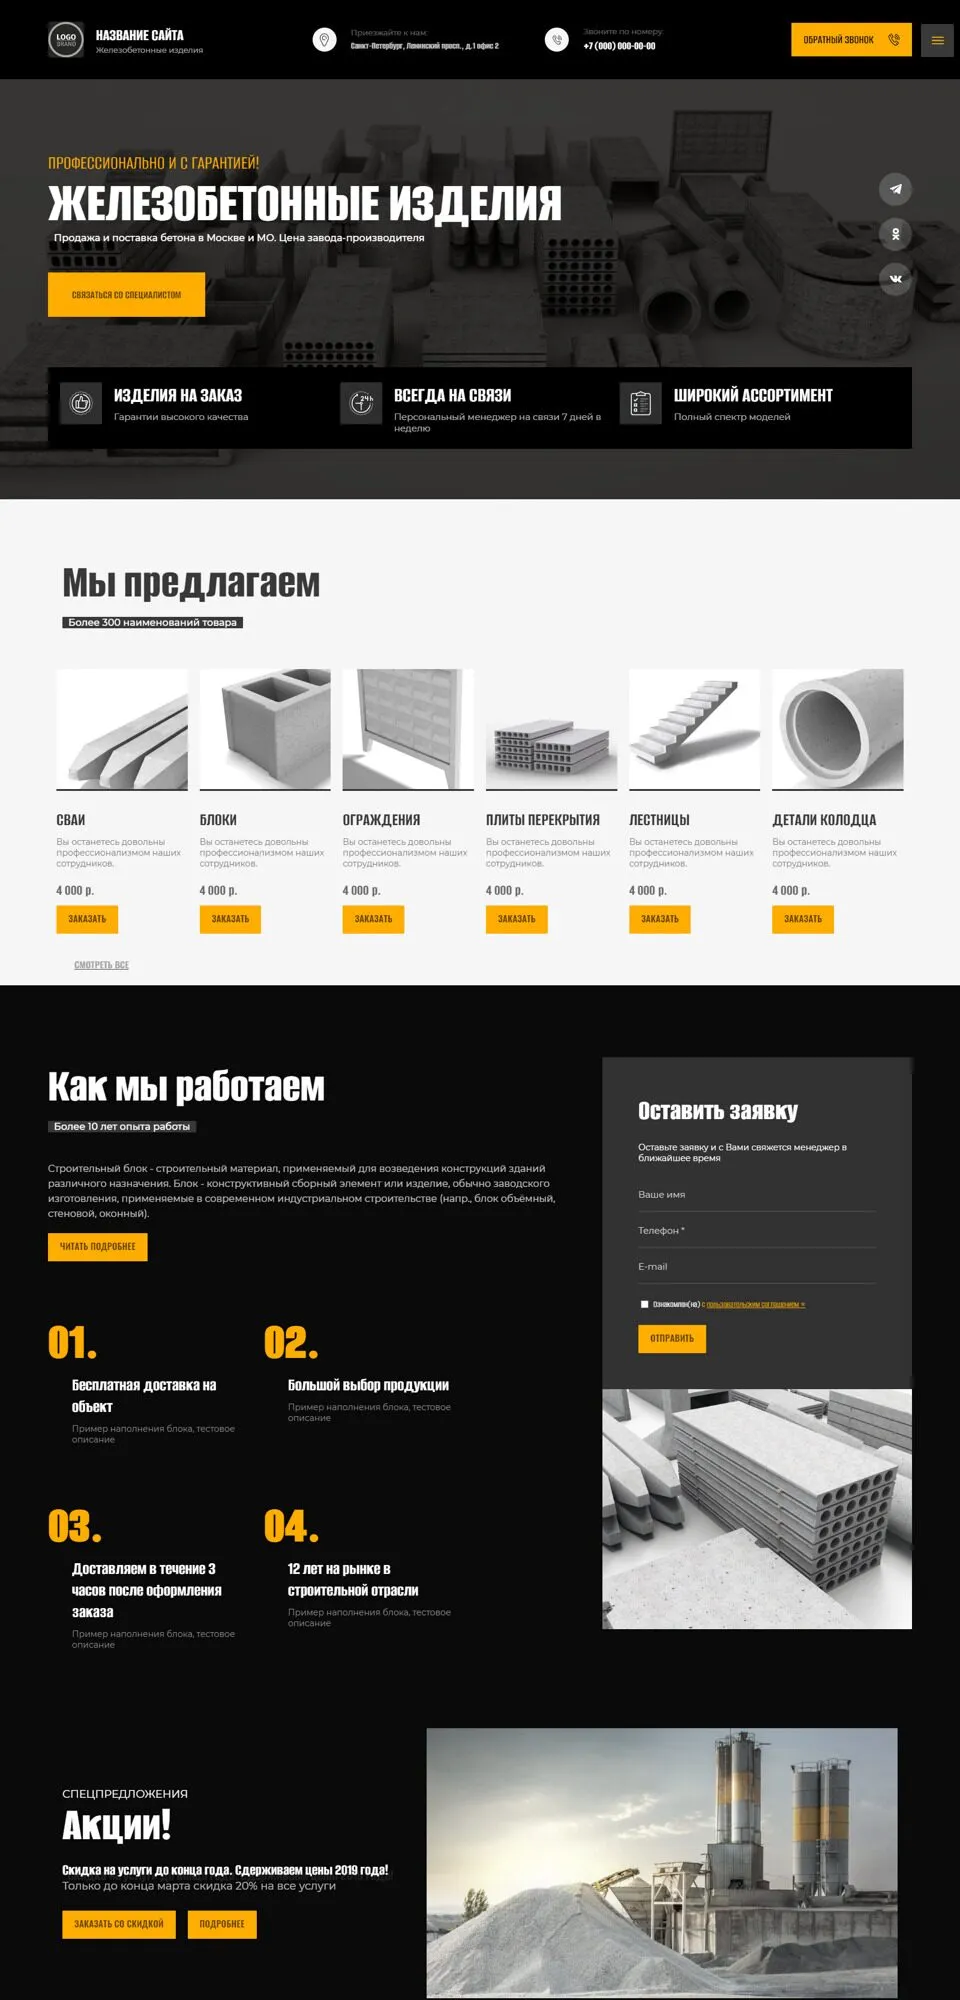 LOGO
BRAND
НАЗВАНИЕ САЙТА
Железобетонные изделия
Приезжайте к нам:
Санкт-Петербург, Ленинский просп., д.1 офис 2
Звоните по номеру:
+7 (000) 000-00-00
ОБРАТНЫЙ ЗВОНОК
ПРОФЕССИОНАЛЬНО И С ГАРАНТИЕЙ!
ЖЕЛЕЗОБЕТОННЫЕ ИЗДЕЛИЯ
Продажа и поставка бетона в Москве и МО. Цена завода-производителя
СВЯЗАТЬСЯ СО СПЕЦИАЛИСТОМ
ИЗДЕЛИЯ НА ЗАКАЗ
Гарантии высокого качества
24h
ВСЕГДА НА СВЯЗИ
Персональный менеджер на связи 7 дней в
неделю
ШИРОКИЙ АССОРТИМЕНТ
Полный спектр моделей
Мы предлагаем
Более 300 наименований товара
СВАИ
Вы останетесь довольны
профессионализмом наших
сотрудников.
4 000 р.
ЗАКАЗАТЬ
БЛОКИ
Вы останетесь довольны
профессионализмом наших
сотрудников.
4 000 р.
ЗАКАЗАТЬ
ОГРАЖДЕНИЯ
Вы останетесь довольны
профессионализмом наших
сотрудников.
4 000 р.
ЗАКАЗАТЬ
ПЛИТЫ ПЕРЕКРЫТИЯ
Вы останетесь довольны
профессионализмом наших
сотрудников.
4 000 р.
ЗАКАЗАТЬ
ЛЕСТНИЦЫ
Вы останетесь довольны
профессионализмом наших
сотрудников.
4 000 р.
ЗАКАЗАТЬ
ДЕТАЛИ КОЛОДЦА
Вы останетесь довольны
профессионализмом наших
сотрудников.
4 000 р.
ЗАКАЗАТЬ
СМОТРЕТЬ ВСЕ
Как мы работаем
Более 10 лет опыта работы
Строительный блок - строительный материал, применяемый для возведения конструкций зданий
различного назначения. Блок - конструктивный сборный элемент или изделие, обычно заводского
изготовления, применяемые в современном индустриальном строительстве (напр., блок объёмный,
стеновой, оконный).
ЧИТАТЬ ПОДРОБНЕЕ
01.
Бесплатная доставка на
объект
Пример наполнения блока, тестовое
описание
02.
Большой выбор продукции
Пример наполнения блока, тестовое
описание
03.
Доставляем в течение 3
часов после оформления
заказа
Пример наполнения блока, тестовое
описание
04.
12 лет на рынке в
строительной отрасли
Пример наполнения блока, тестовое
описание
Оставить заявку
Оставьте заявку и с Вами свяжется менеджер в
ближайшее время
Ваше имя
Телефон *
E-mail
Ознакомлен(на) с пользовательским соглашением *
ОТПРАВИТЬ
СПЕЦПРЕДЛОЖЕНИЯ
Акции!
Скидка на услуги до конца года. Сдерживаем цены 2019 года!
Только до конца марта скидка 20% на все услуги
ЗАКАЗАТЬ СО СКИДКОЙ
ПОДРОБНЕЕ